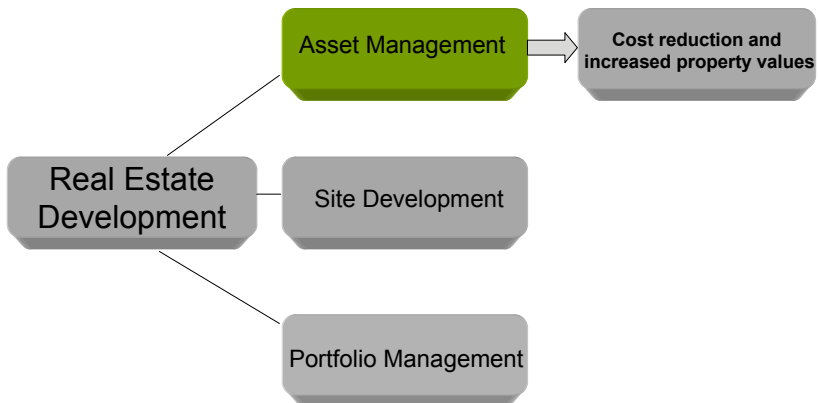 Asset Management
Cost reduction and
increased property values
Real Estate
Development
Site Development
Portfolio Management